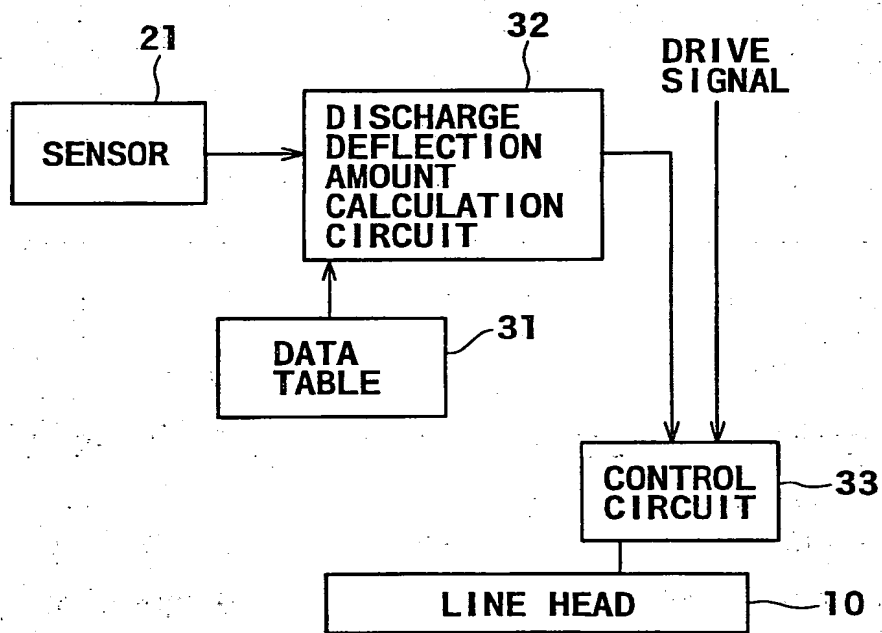 21
32
DRIVE
SIGNAL
SENSOR
DISCHARGE
DEFLECTION
AMOUNT
CALCULATION
CIRCUIT
31
DATA
TABLE
CONTROL
CIRCUIT
33
LINE HEAD
10